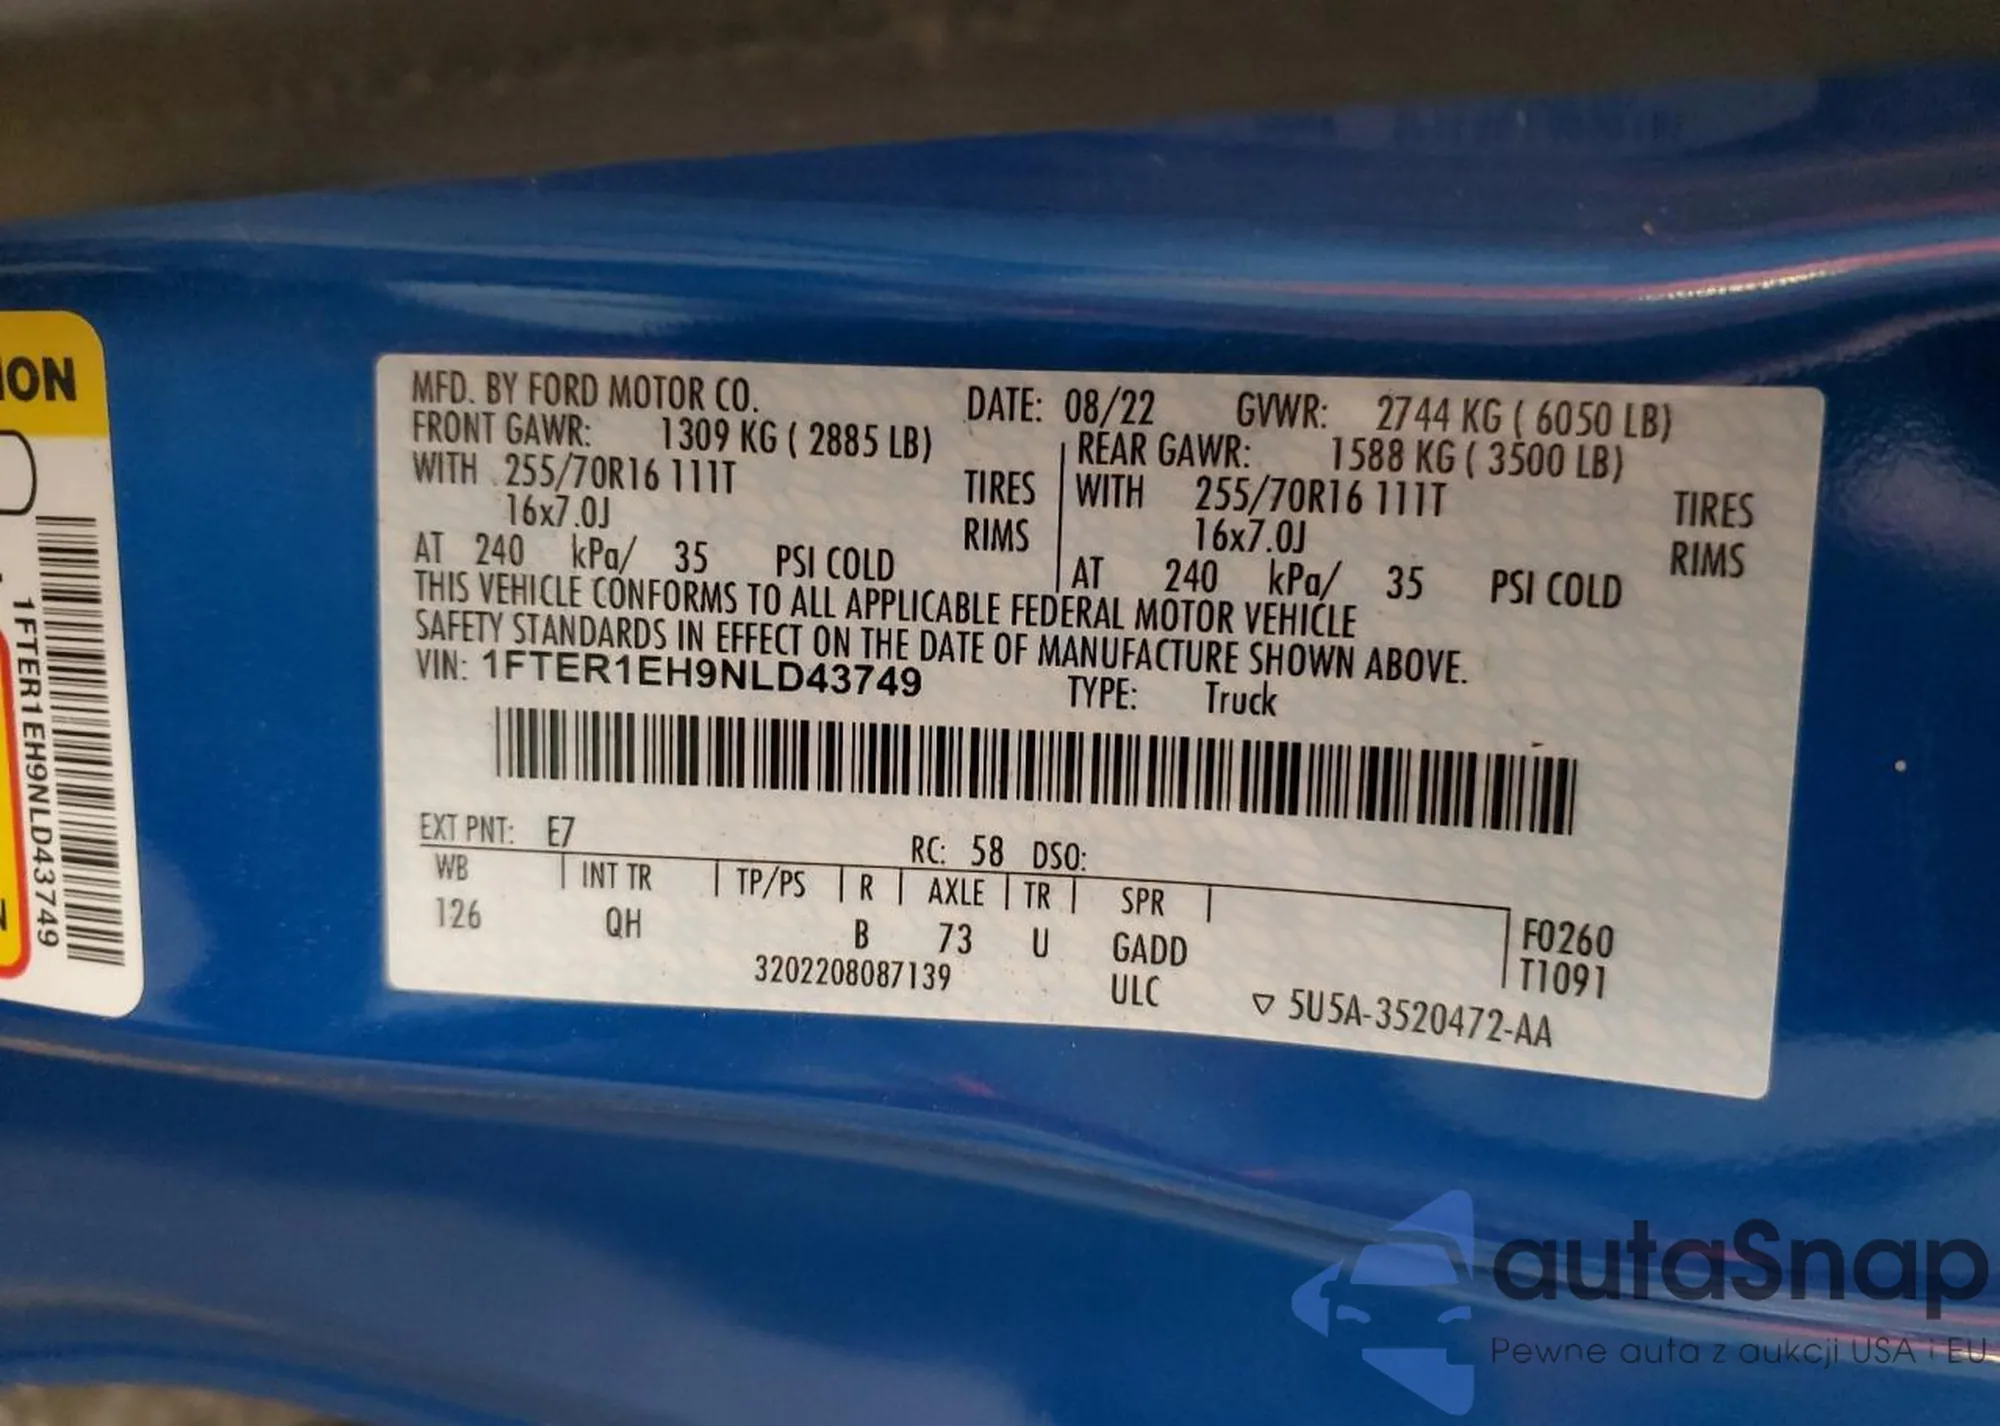 ION
1FTER1EH9NLD43749
MFD. BY FORD MOTOR CO.
DATE: 08/22 GVWR: 2744 KG ( 6050 LB)
FRONT GAWR: 1309 KG ( 2885 LB)
REAR GAWR: 1588 KG ( 3500 LB)
WITH 255/70R16 111T TIRES
WITH 255/70R16 111T TIRES
16x7.0J RIMS
16x7.0J RIMS
AT 240 kPa/ 35 PSI COLD
AT 240 kPa/ 35 PSI COLD
THIS VEHICLE CONFORMS TO ALL APPLICABLE FEDERAL MOTOR VEHICLE
SAFETY STANDARDS IN EFFECT ON THE DATE OF MANUFACTURE SHOWN ABOVE.
VIN: 1FTER1EH9NLD43749 TYPE: Truck
EXT PNT: E7 RC: 58 DSO:
WB INT TR TP/PS R AXLE TR SPR
126 QH B 73 U GADD F0260
3202208087139 ULC T1091
▽ 5U5A-3520472-AA
autaSnap
Pewne auta z aukcji USA i EU